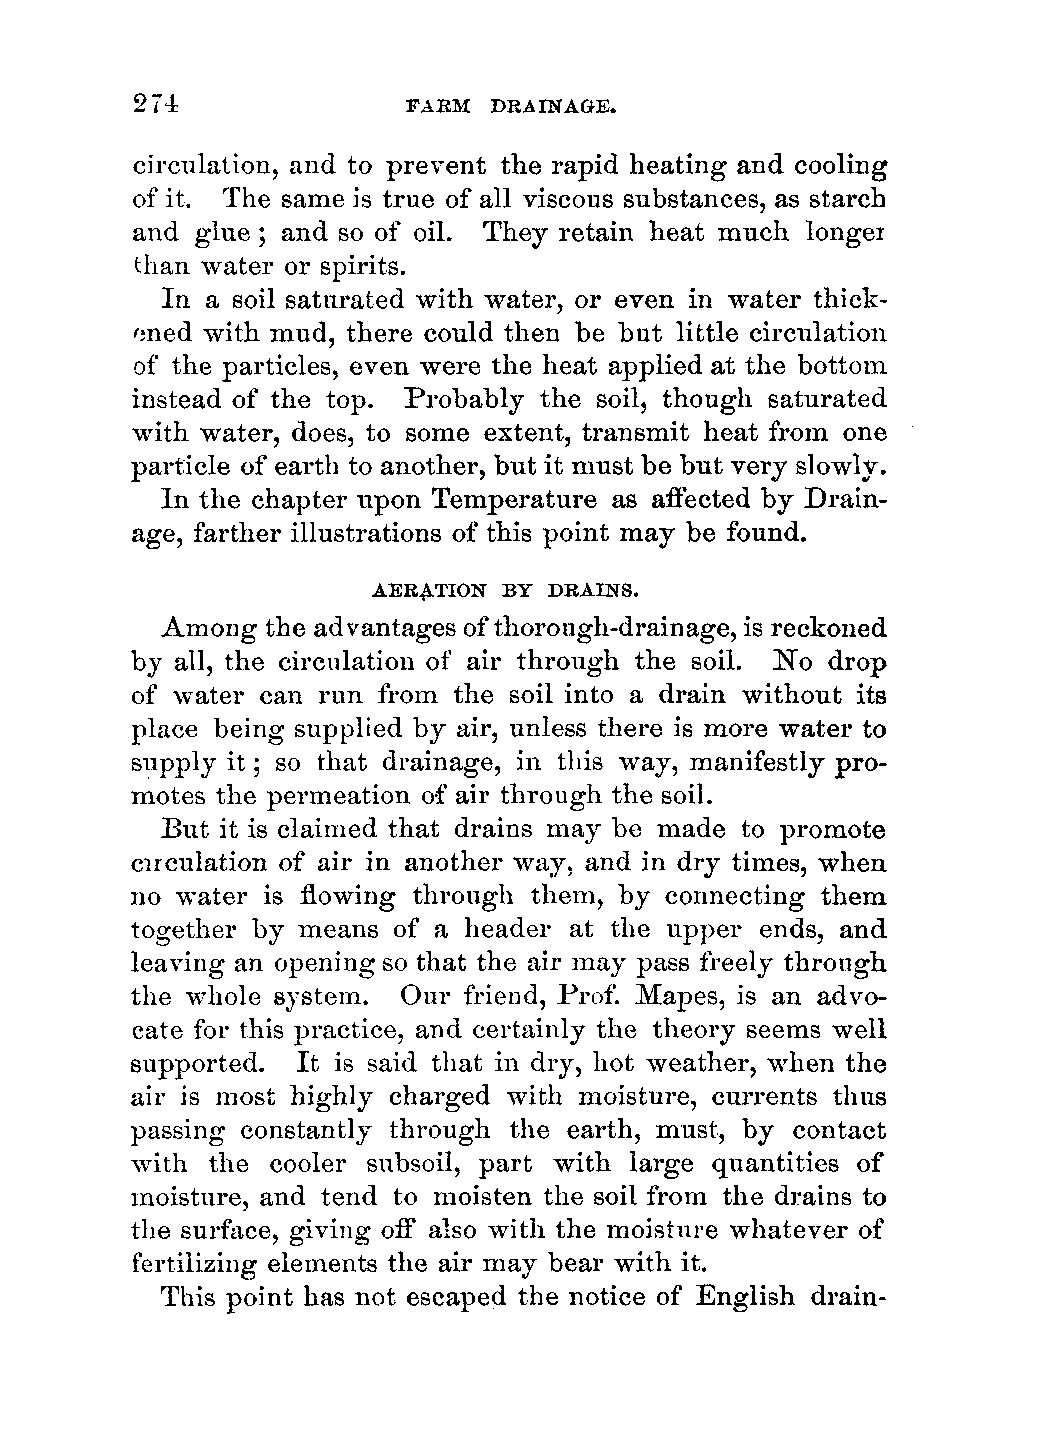 274 FARM DRAINAGE.
circulation, and to prevent the rapid heating and cooling
of it. The same is true of all viscous substances, as starch
and glue ; and so of oil. They retain heat much longer
than water or spirits.
In a soil saturated with water, or even in water thick-
ened with mud, there could then be but little circulation
of the particles, even were the heat applied at the bottom
instead of the top. Probably the soil, though saturated
with water, does, to some extent, transmit heat from one
particle of earth to another, but it must be but very slowly.
In the chapter upon Temperature as affected by Drain-
age, farther illustrations of this point may be found.
AERATION BY DRAINS.
Among the advantages of thorough-drainage, is reckoned
by all, the circulation of air through the soil. No drop
of water can run from the soil into a drain without its
place being supplied by air, unless there is more water to
supply it ; so that drainage, in this way, manifestly pro-
motes the permeation of air through the soil.
But it is claimed that drains may be made to promote
circulation of air in another way, and in dry times, when
no water is flowing through them, by connecting them
together by means of a header at the upper ends, and
leaving an opening so that the air may pass freely through
the whole system. Our friend, Prof. Mapes, is an advo-
cate for this practice, and certainly the theory seems well
supported. It is said that in dry, hot weather, when the
air is most highly charged with moisture, currents thus
passing constantly through the earth, must, by contact
with the cooler subsoil, part with large quantities of
moisture, and tend to moisten the soil from the drains to
the surface, giving off also with the moisture whatever of
fertilizing elements the air may bear with it.
This point has not escaped the notice of English drain-